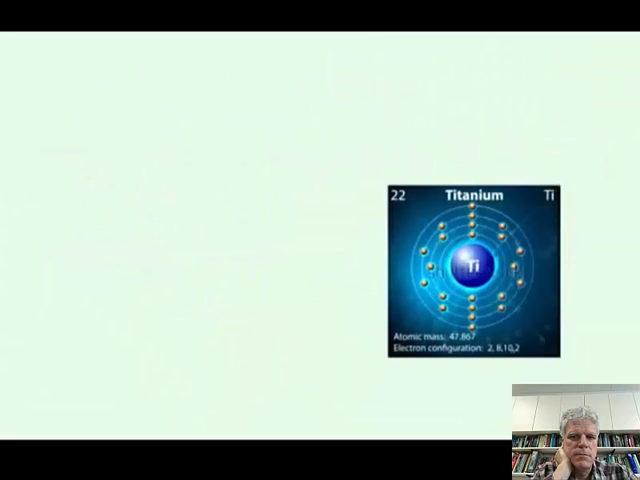 22 Titanium Ti
Ti
Atomic mass: 47.867
Electron configuration: 2, 8,10,2